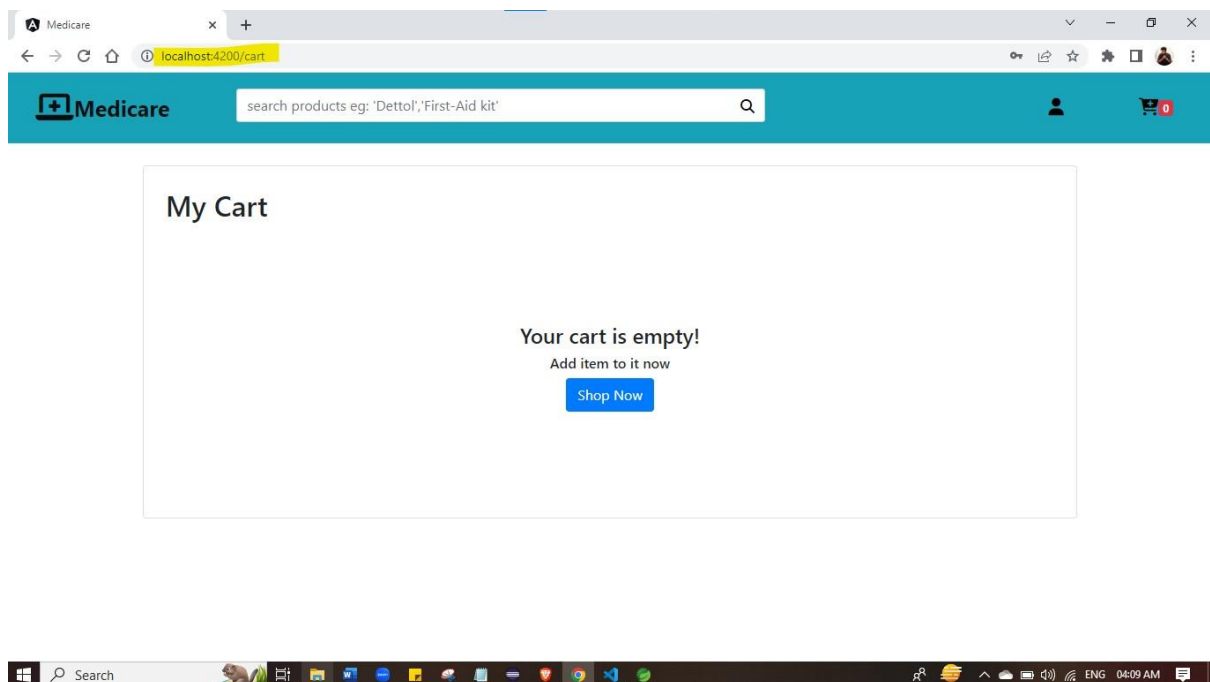 Medicare
localhost:4200/cart
Medicare
search products eg: 'Dettol','First-Aid kit'
0
My Cart
Your cart is empty!
Add item to it now
Shop Now
Search
ENG 04:09 AM